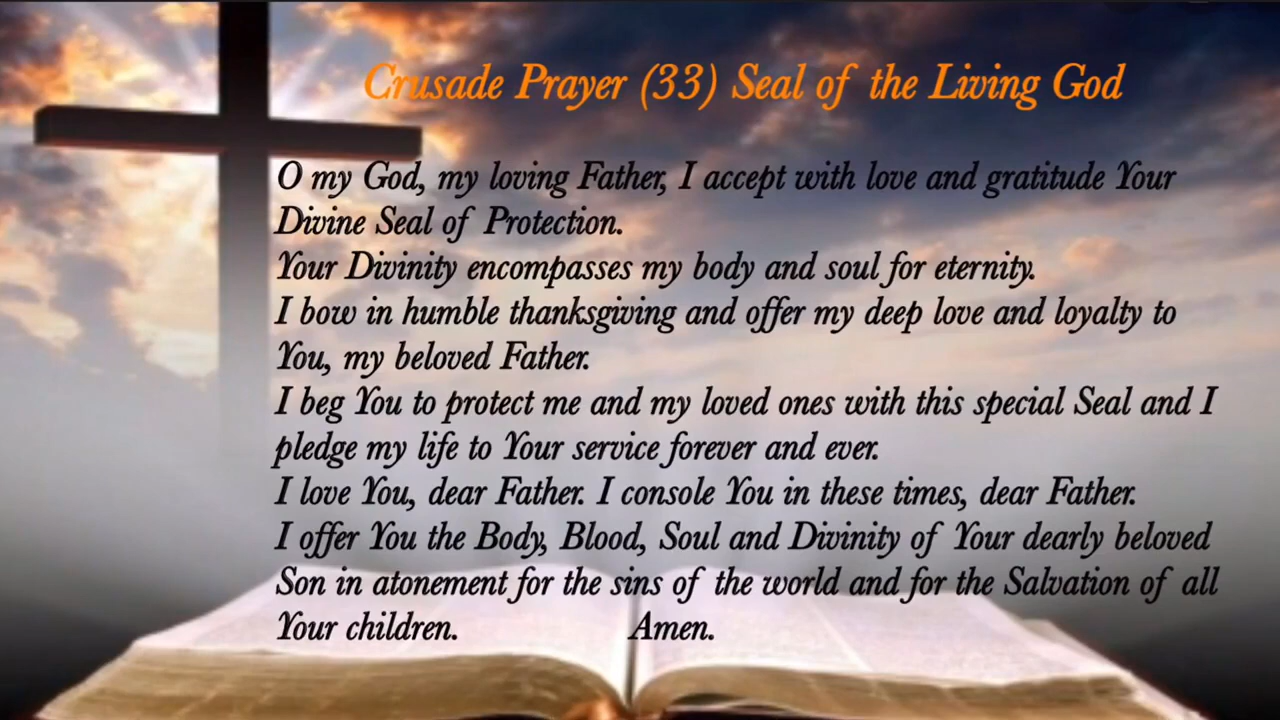 Crusade Prayer (33) Seal of the Living God
O my God, my loving Father, I accept with love and gratitude Your
Divine Seal of Protection.
Your Divinity encompasses my body and soul for eternity.
I bow in humble thanksgiving and offer my deep love and loyalty to
You, my beloved Father.
I beg You to protect me and my loved ones with this special Seal and I
pledge my life to Your service forever and ever.
I love You, dear Father. I console You in these times, dear Father.
I offer You the Body, Blood, Soul and Divinity of Your dearly beloved
Son in atonement for the sins of the world and for the Salvation of all
Your children. Amen.